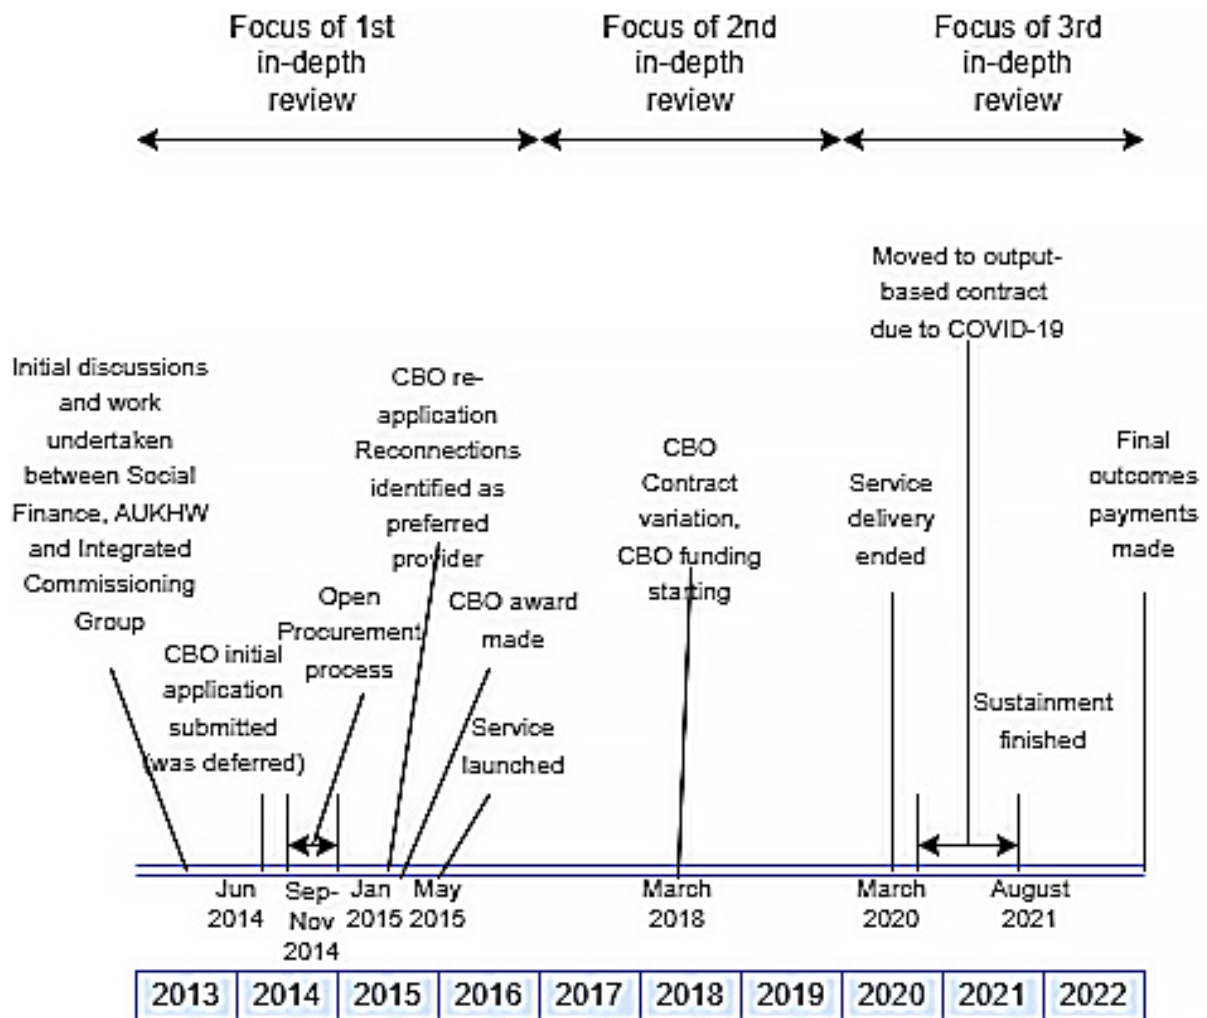 Focus of 1st
in-depth
review
Focus of 2nd
in-depth
review
Focus of 3rd
in-depth
review
Moved to output-
based contract
due to COVID-19
Initial discussions
and work
undertaken
between Social
Finance, AUKHW
and Integrated
Commissioning
Group
CBO initial
application
submitted
(was deferred)
Open
Procurement
process
CBO re-
application
Reconnections
identified as
preferred
provider
CBO award
made
Service
launched
CBO
Contract
variation,
CBO funding
starting
Service
delivery
ended
Sustainment
finished
Final
outcomes
payments
made
Jun
2014
Sep-
Nov
2014
Jan
2015
May
2015
March
2018
March
2020
August
2021
2013
2014
2015
2016
2017
2018
2019
2020
2021
2022